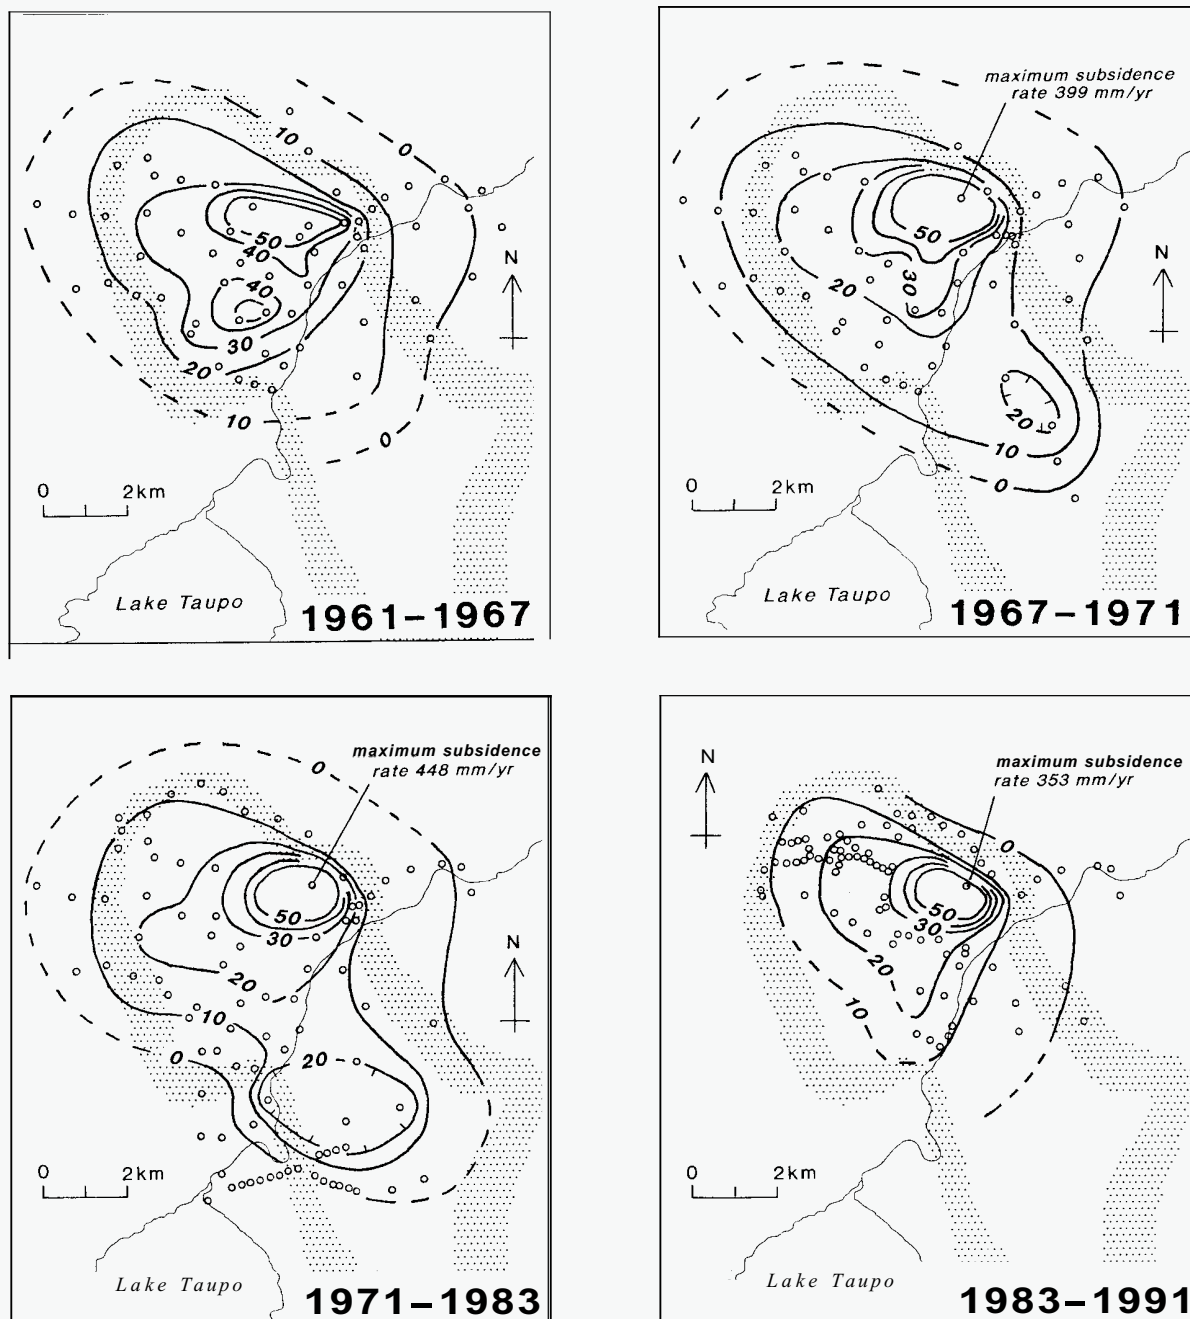 10
0
50
40
40
30
20
10
0
N
0 2km
Lake Taupo
1961–1967
maximum subsidence
rate 399 mm/yr
50
30
20
20
10
0
N
0 2km
Lake Taupo
1967–1971
maximum subsidence
rate 448 mm/yr
0
50
30
20
10
0
20
N
0 2km
Lake Taupo
1971–1983
N
maximum subsidence
rate 353 mm/yr
0
50
30
20
10
0 2km
Lake Taupo
1983–1991